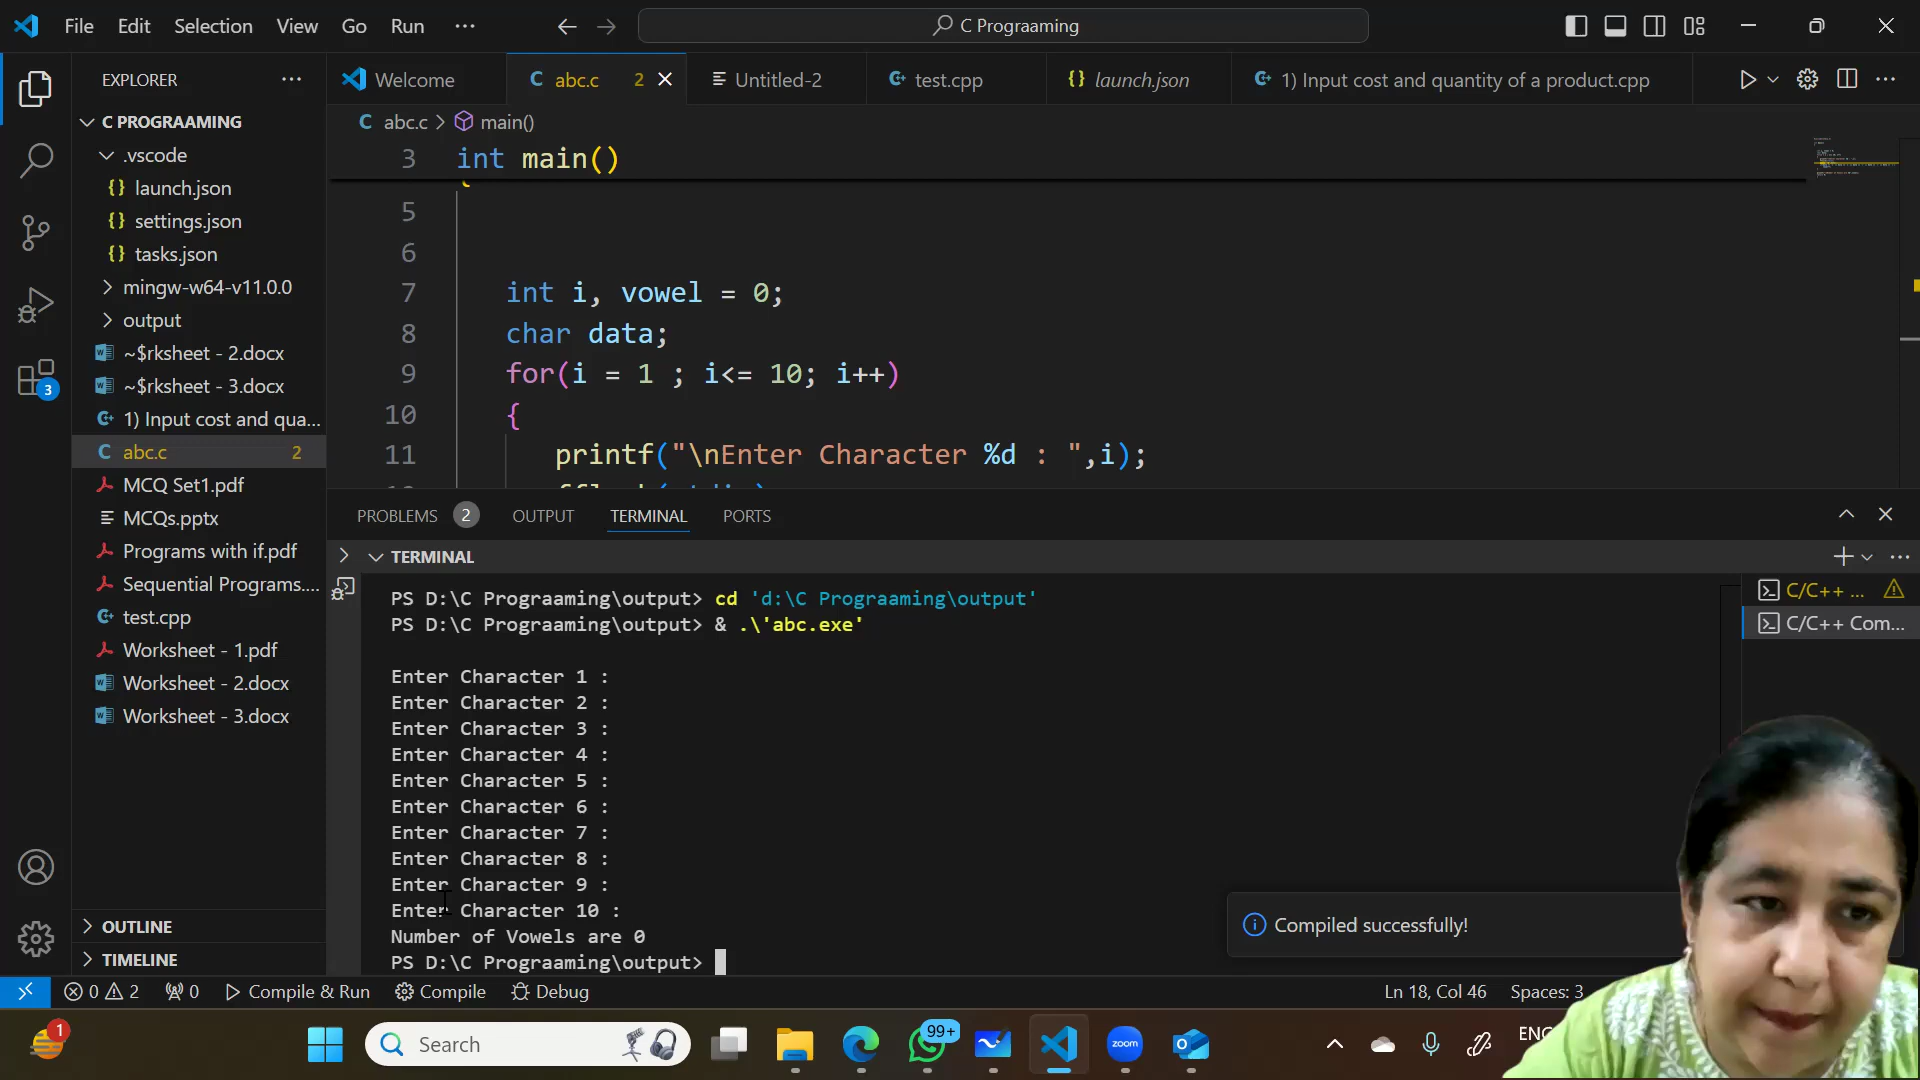 File Edit Selection View Go Run ...
C Prograaming
EXPLORER
Welcome
abc.c 2
Untitled-2
test.cpp
launch.json
1) Input cost and quantity of a product.cpp
C PROGRAAMING
.vscode
launch.json
settings.json
tasks.json
mingw-w64-v11.0.0
output
~$rksheet - 2.docx
~$rksheet - 3.docx
1) Input cost and qua...
abc.c 2
MCQ Set1.pdf
MCQs.pptx
Programs with if.pdf
Sequential Programs....
test.cpp
Worksheet - 1.pdf
Worksheet - 2.docx
Worksheet - 3.docx
OUTLINE
TIMELINE
3
abc.c > main()
3 int main()
5
6
7 int i, vowel = 0;
8 char data;
9 for(i = 1 ; i<= 10; i++)
10 {
11 printf("\nEnter Character %d : ",i);
PROBLEMS 2 OUTPUT TERMINAL PORTS
TERMINAL
C/C++ ...
C/C++ Com...
PS D:\C Prograaming\output> cd 'd:\C Prograaming\output'
PS D:\C Prograaming\output> & .\'abc.exe'
Enter Character 1 :
Enter Character 2 :
Enter Character 3 :
Enter Character 4 :
Enter Character 5 :
Enter Character 6 :
Enter Character 7 :
Enter Character 8 :
Enter Character 9 :
Enter Character 10 :
Number of Vowels are 0
PS D:\C Prograaming\output>
Compiled successfully!
0 2 0 Compile & Run Compile Debug Ln 18, Col 46 Spaces: 3
1 Search 99+ zoom